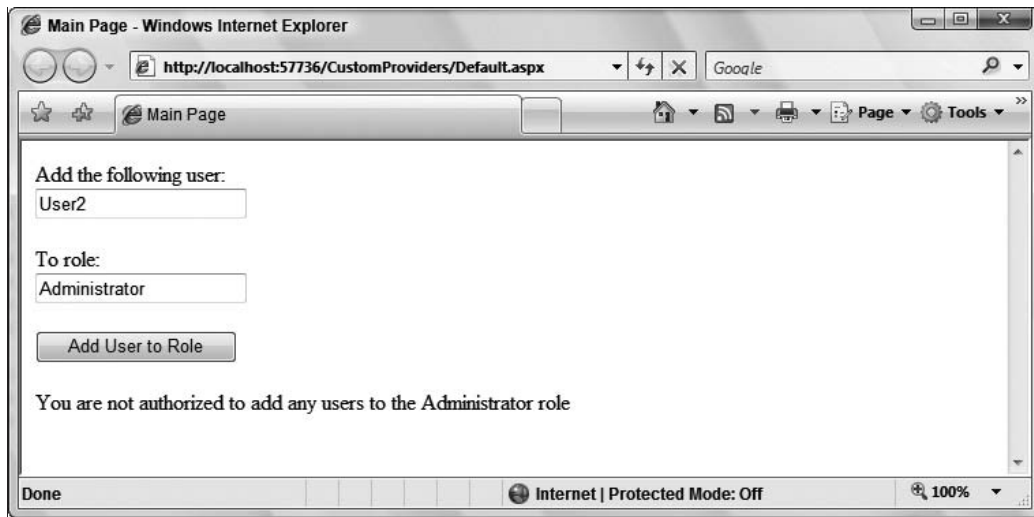 Main Page - Windows Internet Explorer
http://localhost:57736/CustomProviders/Default.aspx
Google
Main Page
Page
Tools
Add the following user:
User2
To role:
Administrator
Add User to Role
You are not authorized to add any users to the Administrator role
Done
Internet | Protected Mode: Off
100%